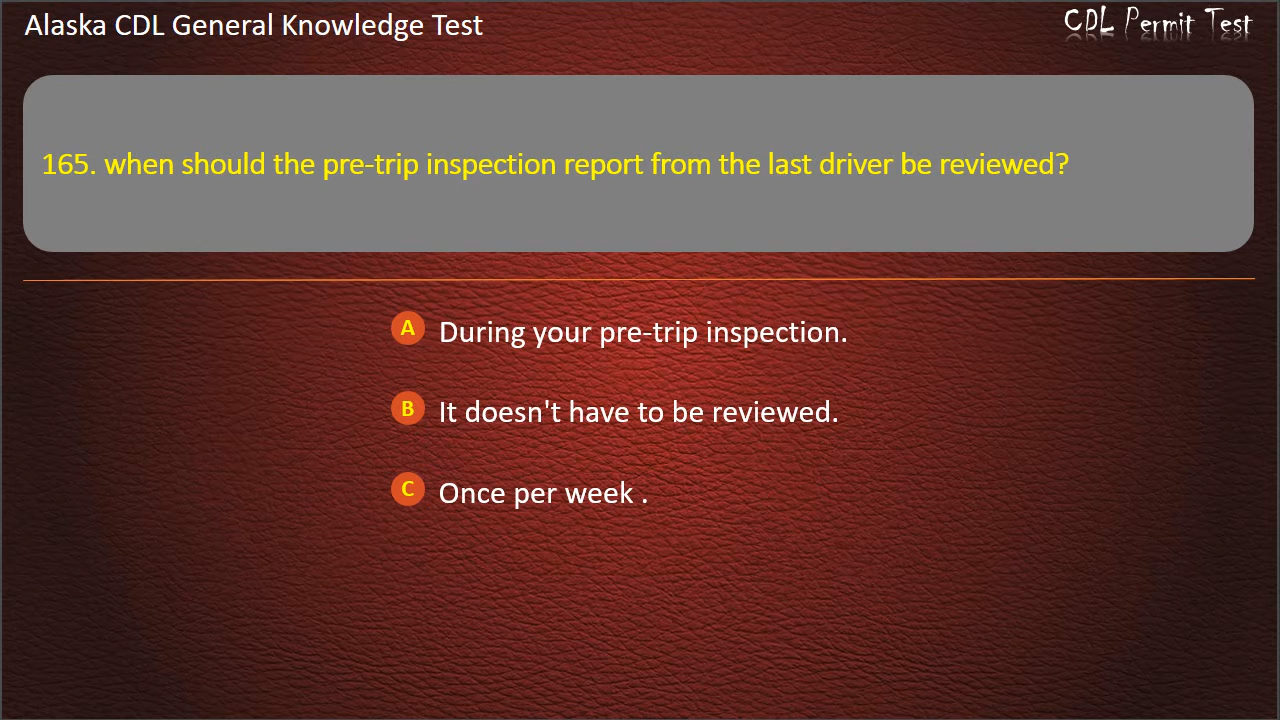 Alaska CDL General Knowledge Test
CDL Permit Test
165. when should the pre-trip inspection report from the last driver be reviewed?
A During your pre-trip inspection.
B It doesn't have to be reviewed.
C Once per week .